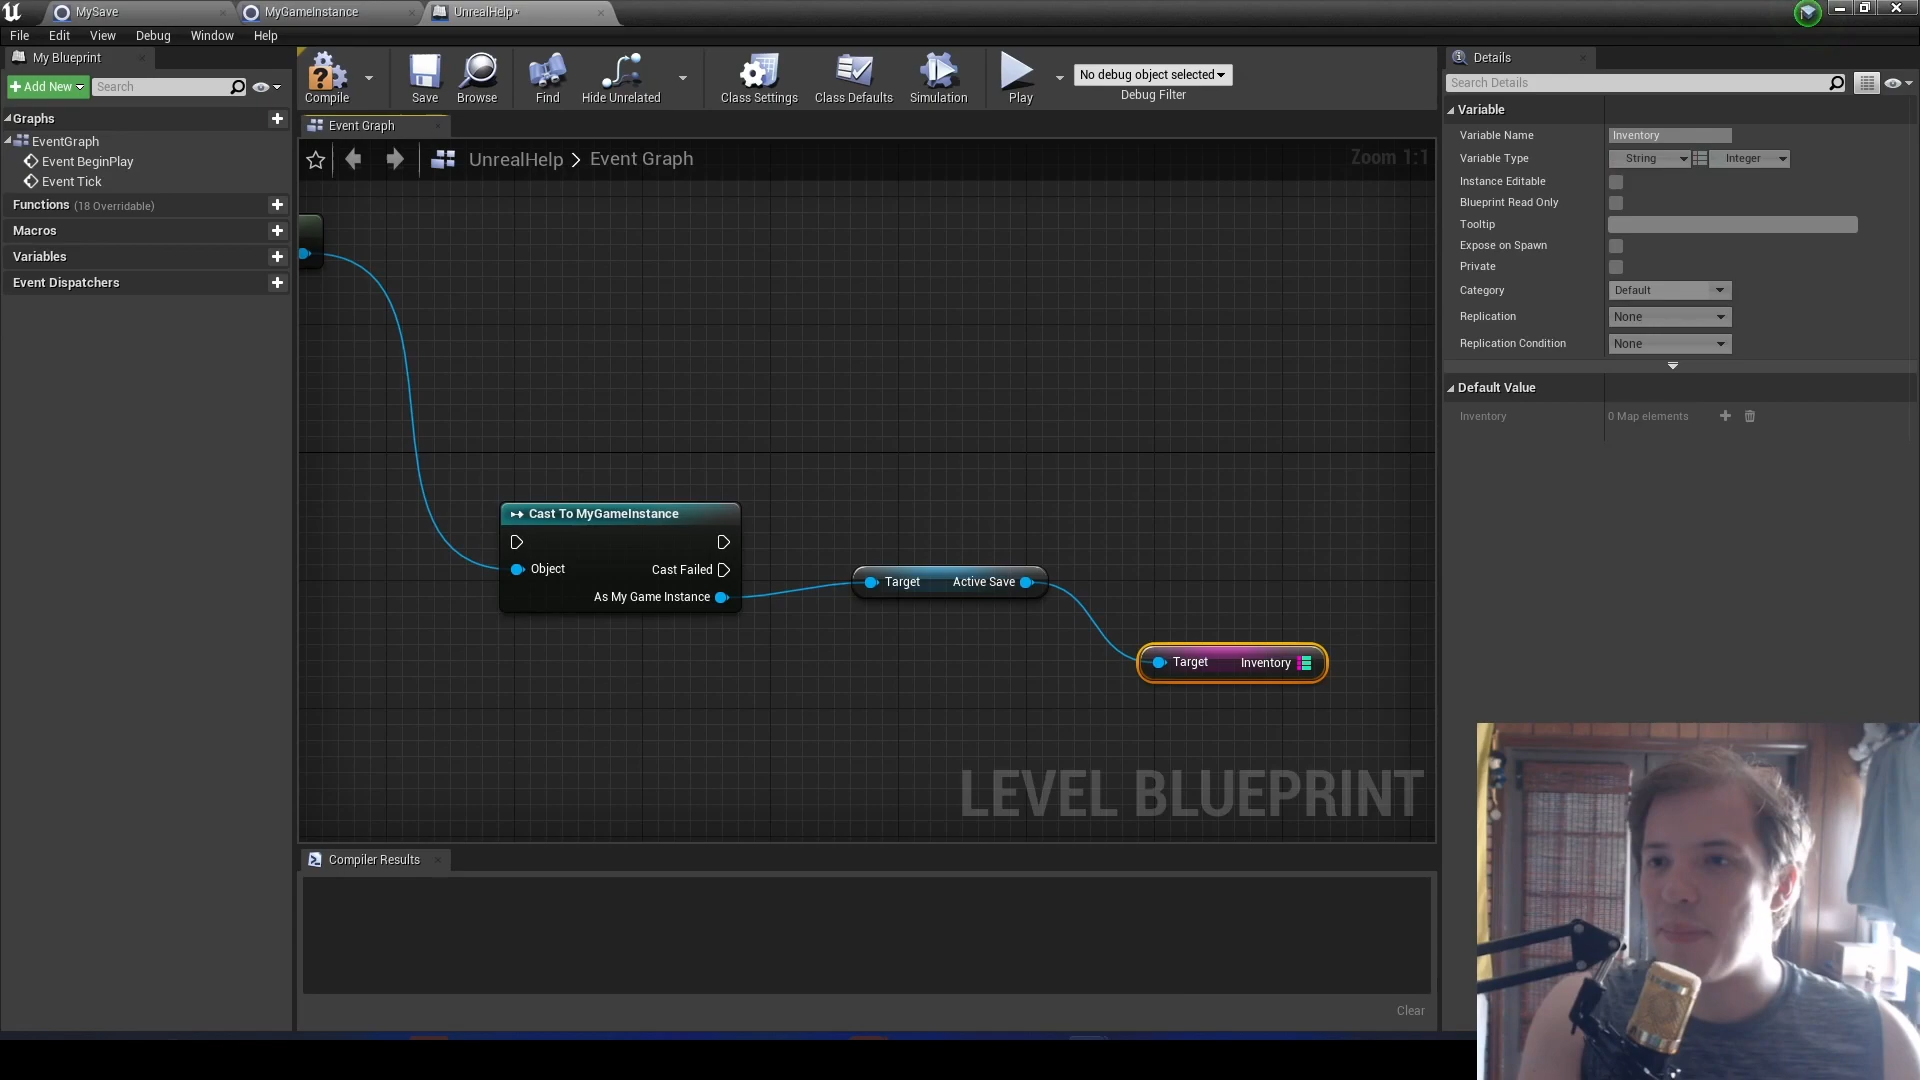 MySave
MyGameInstance
UnrealHelp*
File Edit View Debug Window Help
My Blueprint
Add New
Search
Graphs
EventGraph
Event BeginPlay
Event Tick
Functions (18 Overridable)
Macros
Variables
Event Dispatchers
Compile
Save
Browse
Find
Hide Unrelated
Class Settings
Class Defaults
Simulation
Play
No debug object selected
Debug Filter
Event Graph
UnrealHelp > Event Graph
Zoom 1:1
Cast To MyGameInstance
Object
Cast Failed
As My Game Instance
Target Active Save
Target Inventory
LEVEL BLUEPRINT
Compiler Results
Clear
Details
Search Details
Variable
Variable Name Inventory
Variable Type String Integer
Instance Editable
Blueprint Read Only
Tooltip
Expose on Spawn
Private
Category Default
Replication None
Replication Condition None
Default Value
Inventory 0 Map elements